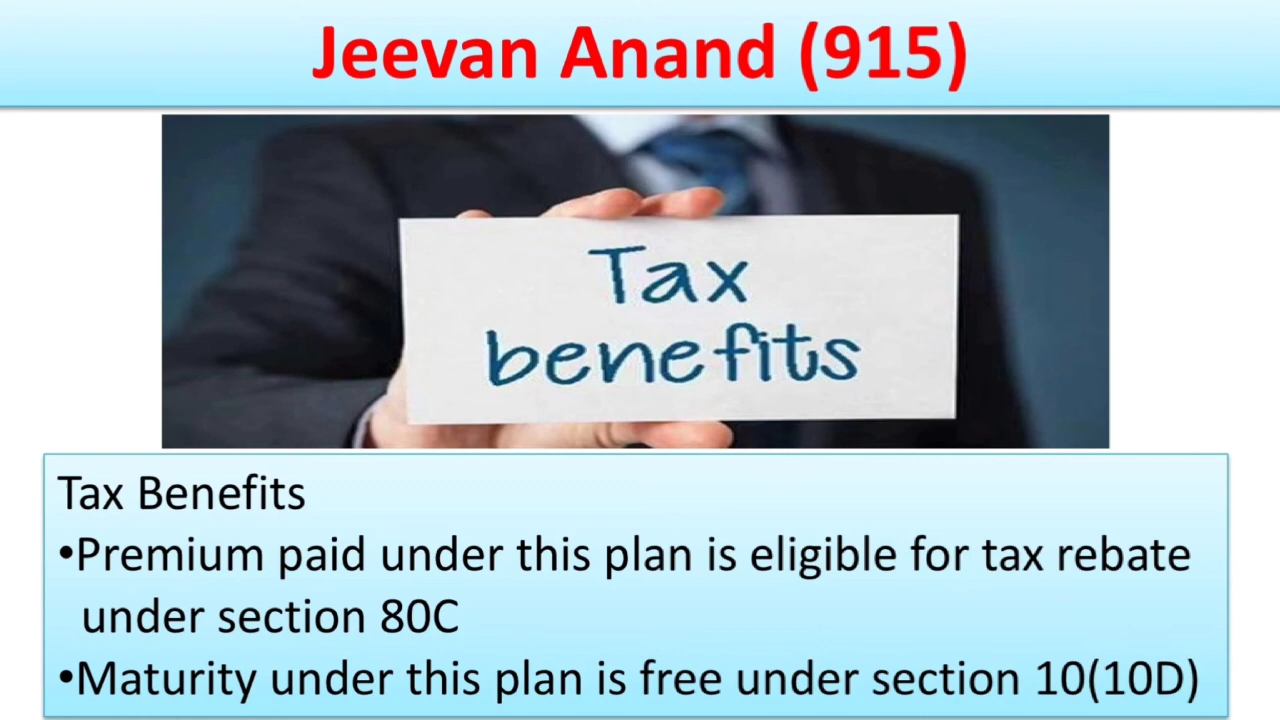 Jeevan Anand (915)
Tax
benefits
Tax Benefits
•Premium paid under this plan is eligible for tax rebate
under section 80C
•Maturity under this plan is free under section 10(10D)